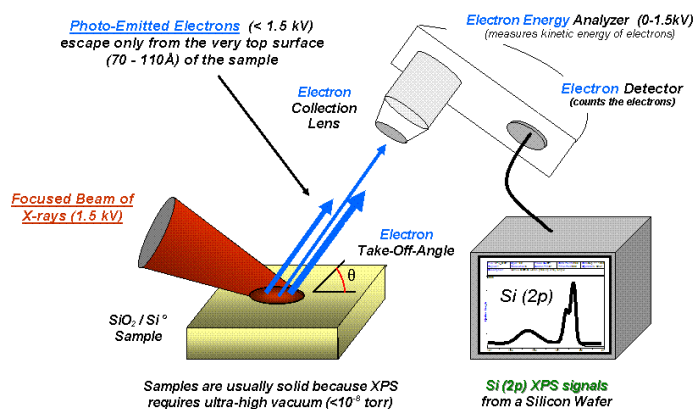 Photo-Emitted Electrons (< 1.5 kV)
escape only from the very top surface
(70 - 110Å) of the sample
Electron Energy Analyzer (0-1.5kV)
(measures kinetic energy of electrons)
Electron Detector
(counts the electrons)
Electron
Collection
Lens
Focused Beam of
X-rays (1.5 kV)
Electron
Take-Off-Angle
θ
SiO₂ / Si°
Sample
Si (2p)
Samples are usually solid because XPS
requires ultra-high vacuum (<10⁻⁸ torr)
Si (2p) XPS signals
from a Silicon Wafer